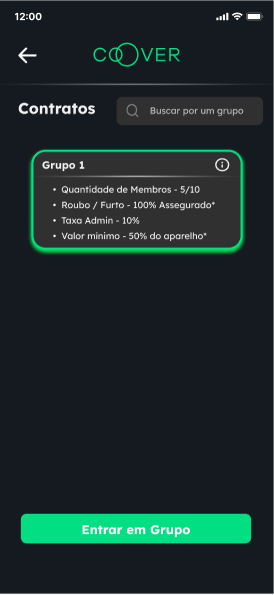 12:00
COOVER
Contratos
Buscar por um grupo
Grupo 1
• Quantidade de Membros - 5/10
• Roubo / Furto - 100% Assegurado*
• Taxa Admin - 10%
• Valor mínimo - 50% do aparelho*
Entrar em Grupo